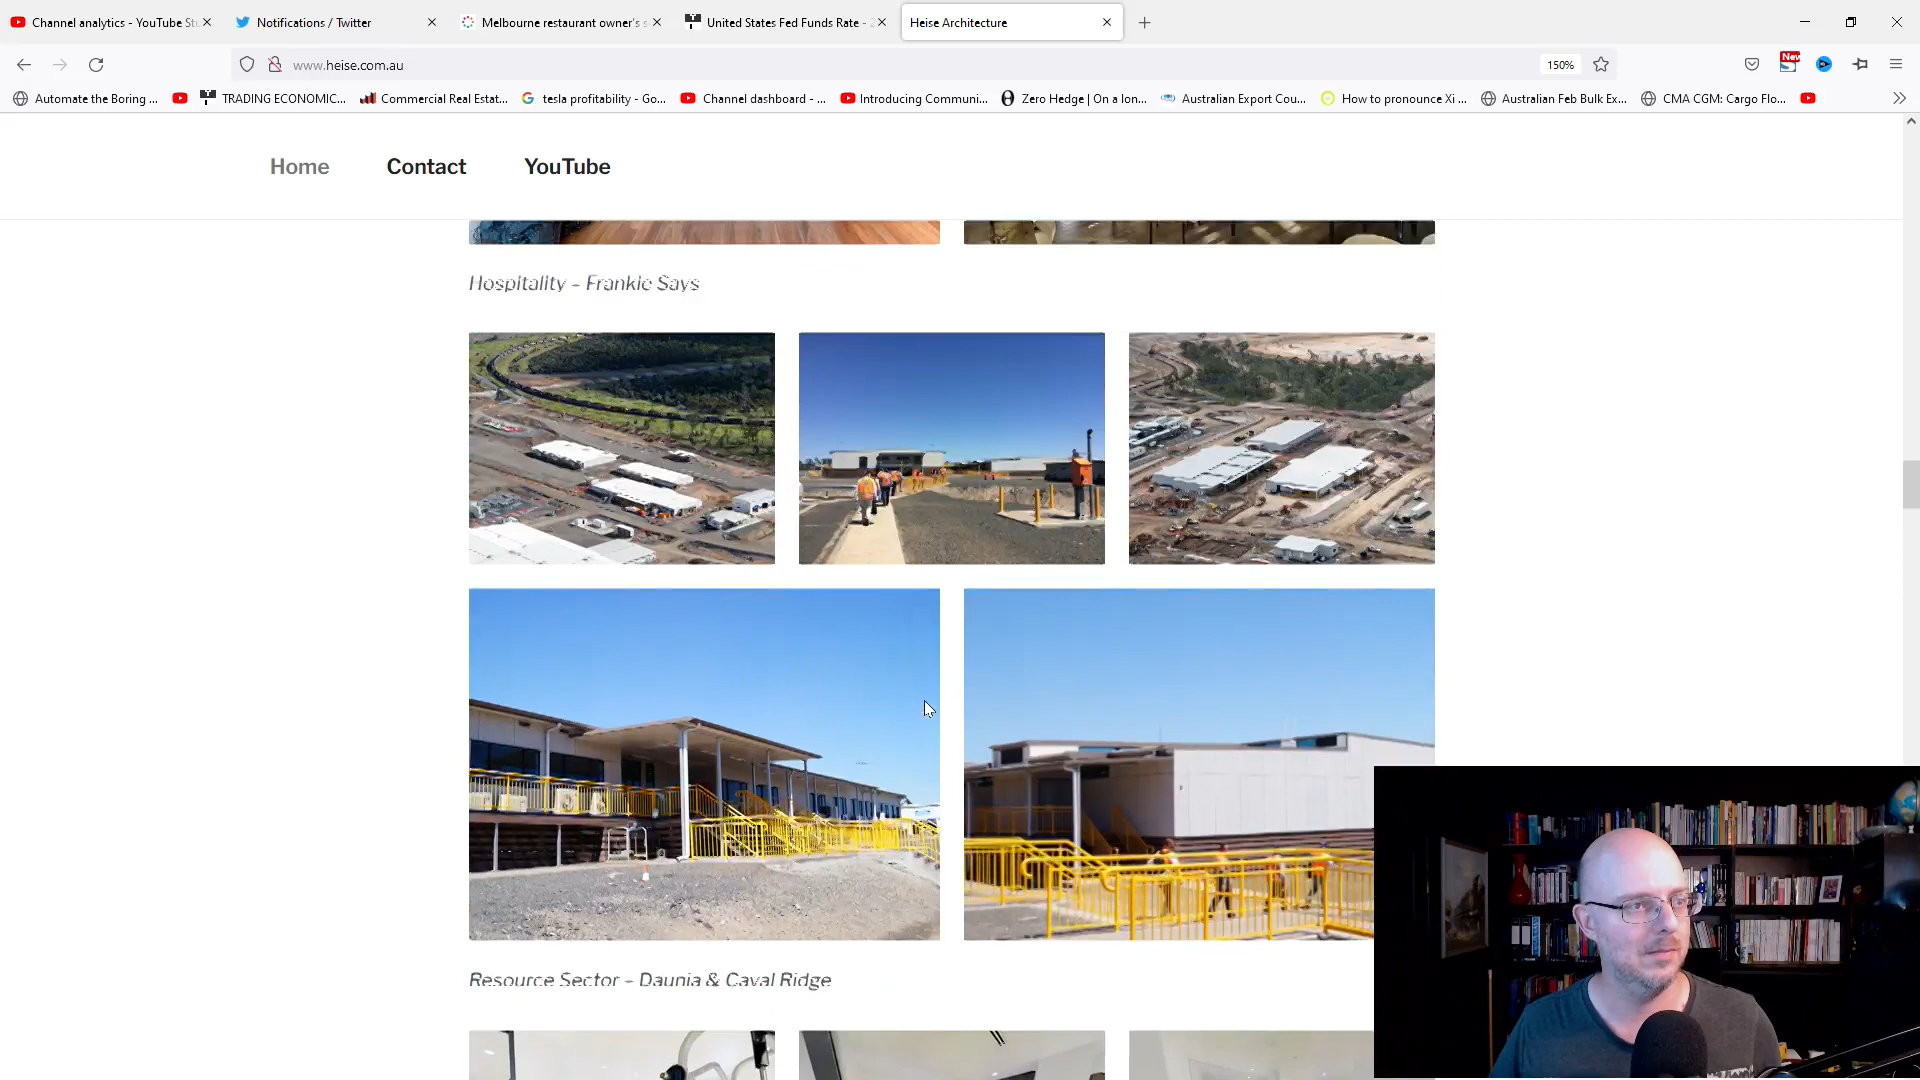 Channel analytics - YouTube Stu
Notifications / Twitter
Melbourne restaurant owner's s
United States Fed Funds Rate - 2
Heise Architecture
www.heise.com.au
150%
New
Automate the Boring ...
TRADING ECONOMIC...
Commercial Real Estat...
tesla profitability - Go...
Channel dashboard - ...
Introducing Communi...
Zero Hedge | On a lon...
Australian Export Cou...
How to pronounce Xi ...
Australian Feb Bulk Ex...
CMA CGM: Cargo Flo...
Home
Contact
YouTube
Hospitality – Frankie Says
Resource Sector – Daunia & Caval Ridge